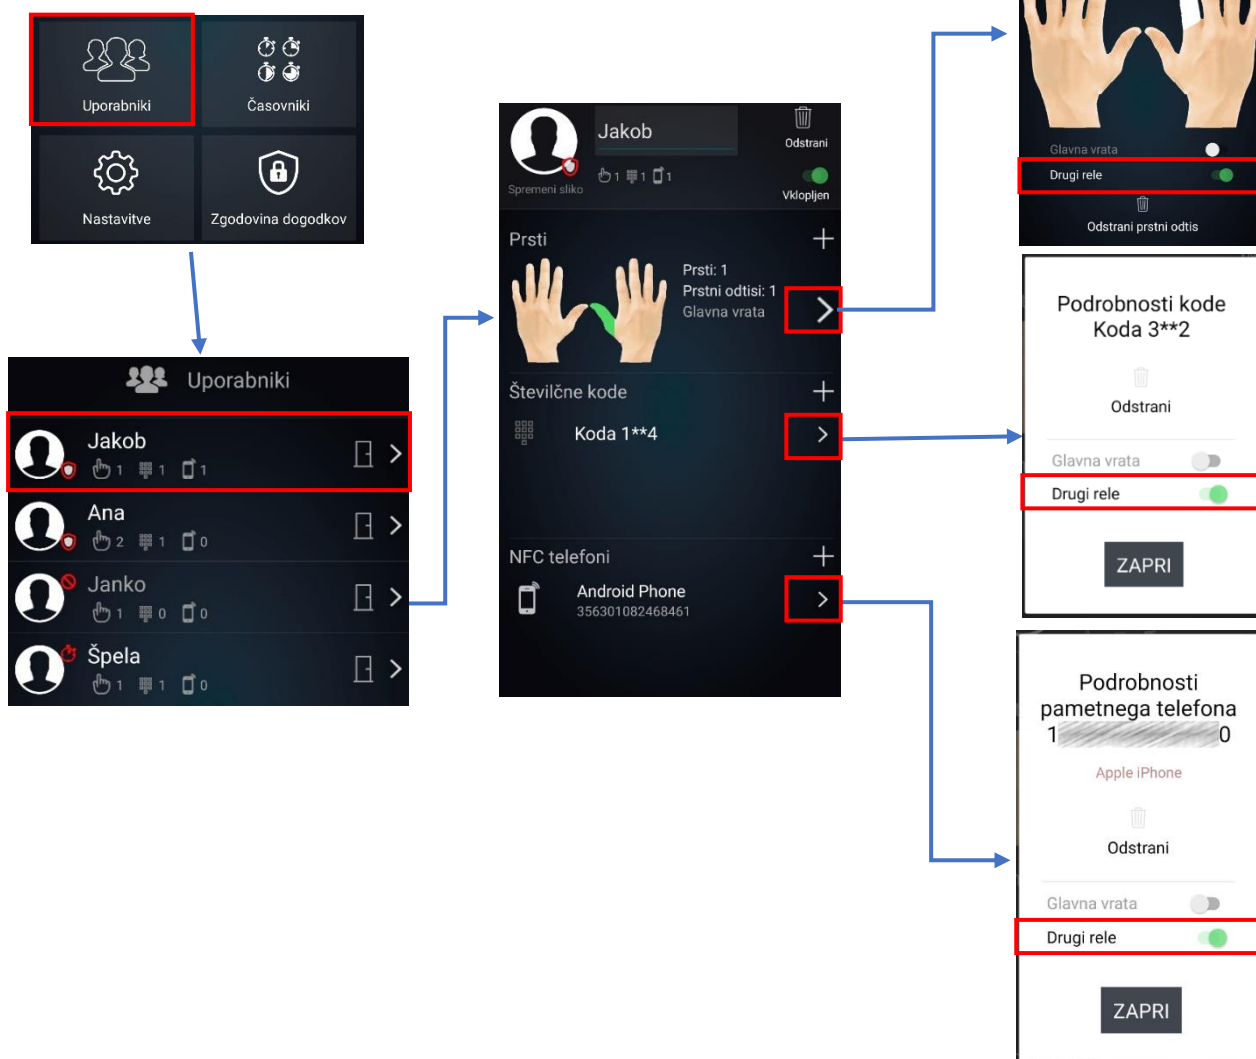 Uporabniki
Časovniki
Nastavitve
Zgodovina dogodkov
Uporabniki
Jakob
1 1 1
Ana
2 1 0
Janko
1 0 0
Špela
1 1 0
Jakob
Odstrani
Spremeni sliko
1 1 1
Vklopljen
Prsti
Prsti: 1
Prstni odtisi: 1
Glavna vrata
Številčne kode
Koda 1**4
NFC telefoni
Android Phone
356301082468461
Glavna vrata
Drugi rele
Odstrani prstni odtis
Podrobnosti kode
Koda 3**2
Odstrani
Glavna vrata
Drugi rele
ZAPRI
Podrobnosti
pametnega telefona
1 0
Apple iPhone
Odstrani
Glavna vrata
Drugi rele
ZAPRI